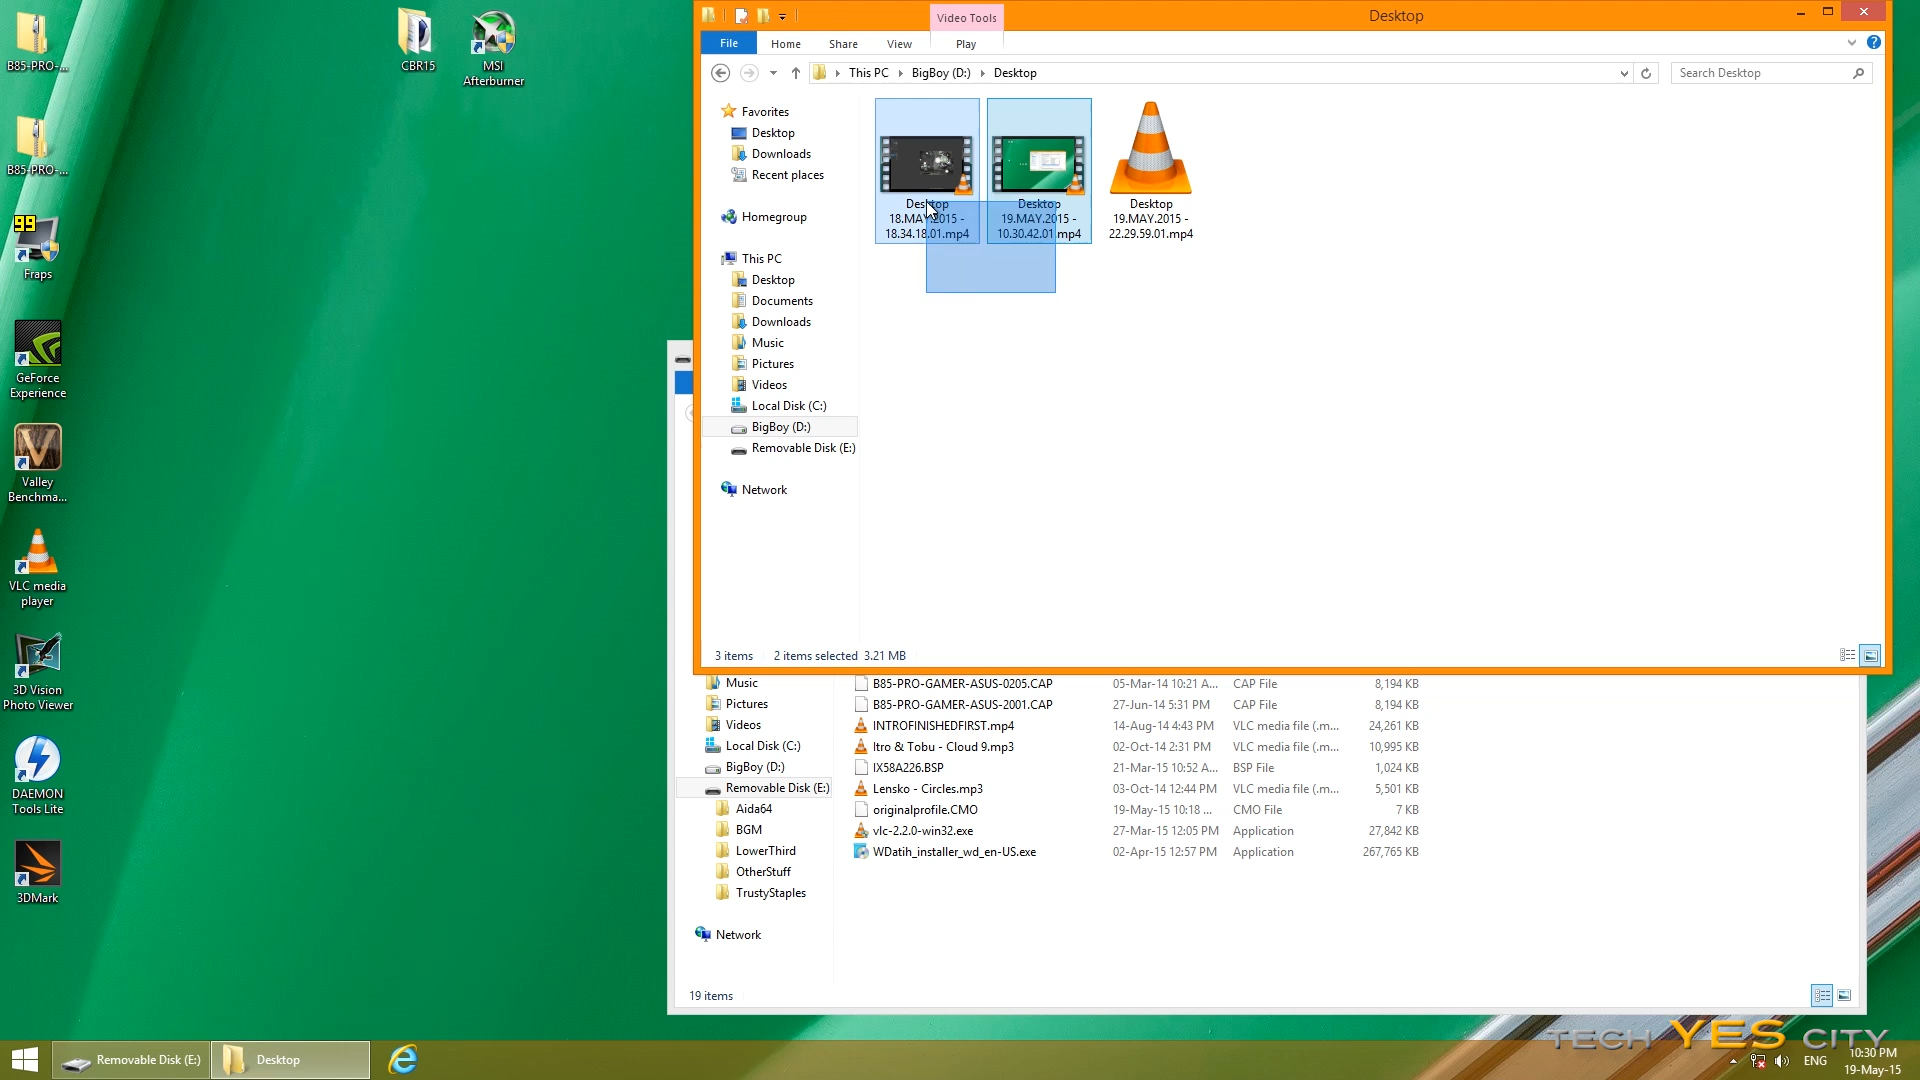 B85-PRO-...
B85-PRO-...
99
Fraps
GeForce
Experience
Valley
Benchma...
VLC media
player
3D Vision
Photo Viewer
DAEMON
Tools Lite
3DMark
CBR15
MSI
Afterburner
Video Tools
Desktop
File
Home
Share
View
Play
This PC
BigBoy (D:)
Desktop
Search Desktop
Favorites
Desktop
Downloads
Recent places
Homegroup
This PC
Desktop
Documents
Downloads
Music
Pictures
Videos
Local Disk (C:)
BigBoy (D:)
Removable Disk (E:)
Network
Desktop
18.MAY.2015 -
18.34.18.01.mp4
Desktop
19.MAY.2015 -
10.30.42.01.mp4
Desktop
19.MAY.2015 -
22.29.59.01.mp4
3 items 2 items selected 3.21 MB
Music
Pictures
Videos
Local Disk (C:)
BigBoy (D:)
Removable Disk (E:)
Aida64
BGM
LowerThird
OtherStuff
TrustyStaples
Network
B85-PRO-GAMER-ASUS-0205.CAP 05-Mar-14 10:21 A... CAP File 8,194 KB
B85-PRO-GAMER-ASUS-2001.CAP 27-Jun-14 5:31 PM CAP File 8,194 KB
INTROFINISHEDFIRST.mp4 14-Aug-14 4:43 PM VLC media file (.m... 24,261 KB
Itro & Tobu - Cloud 9.mp3 02-Oct-14 2:31 PM VLC media file (.m... 10,995 KB
IX58A226.BSP 21-Mar-15 10:52 A... BSP File 1,024 KB
Lensko - Circles.mp3 03-Oct-14 12:44 PM VLC media file (.m... 5,501 KB
originalprofile.CMO 19-May-15 10:18 ... CMO File 7 KB
vlc-2.2.0-win32.exe 27-Mar-15 12:05 PM Application 27,842 KB
WDatih_installer_wd_en-US.exe 02-Apr-15 12:57 PM Application 267,765 KB
19 items
TECH YES CITY
Removable Disk (E:)
Desktop
ENG
10:30 PM
19-May-15